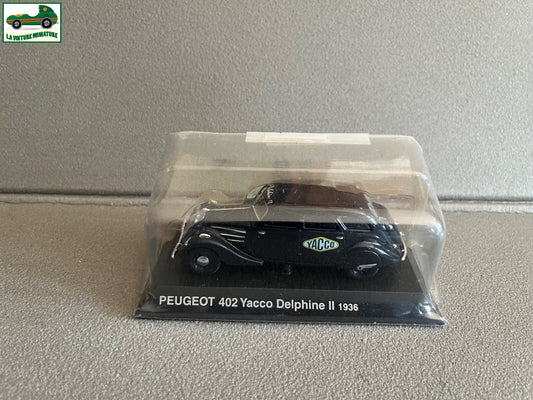 LA VOITURE MINIATURE
YACCO
PEUGEOT 402 Yacco Delphine II 1936